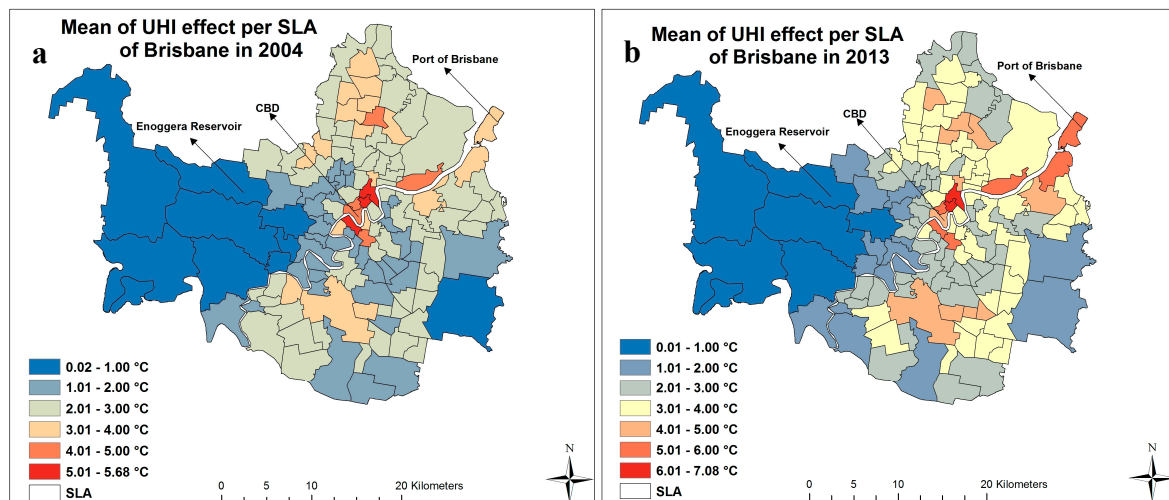 Mean of UHI effect per SLA
of Brisbane in 2004
a
Port of Brisbane
CBD
Enoggera Reservoir
0.02 - 1.00 °C
1.01 - 2.00 °C
2.01 - 3.00 °C
3.01 - 4.00 °C
4.01 - 5.00 °C
5.01 - 5.68 °C
SLA
0 5 10 20 Kilometers
N
Mean of UHI effect per SLA
of Brisbane in 2013
b
Port of Brisbane
CBD
Enoggera Reservoir
0.01 - 1.00 °C
1.01 - 2.00 °C
2.01 - 3.00 °C
3.01 - 4.00 °C
4.01 - 5.00 °C
5.01 - 6.00 °C
6.01 - 7.08 °C
SLA
0 5 10 20 Kilometers
N